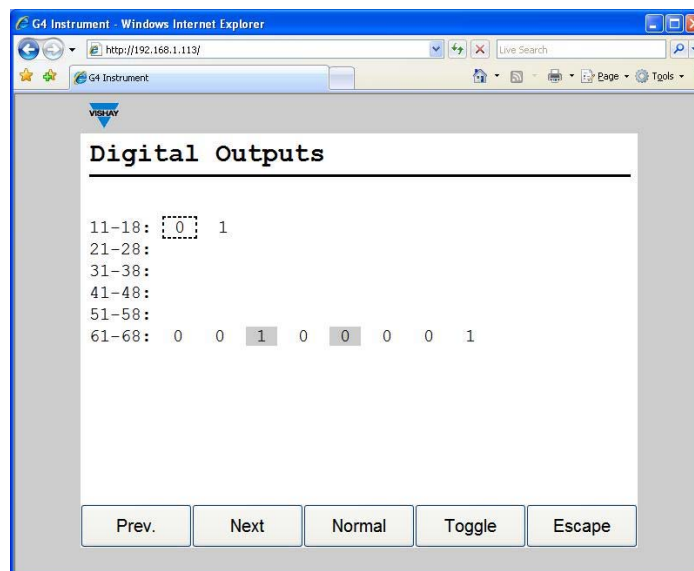 G4 Instrument - Windows Internet Explorer
http://192.168.1.113/
Live Search
G4 Instrument
Page
Tools
VISHAY
Digital Outputs
11-18: 0 1
21-28:
31-38:
41-48:
51-58:
61-68: 0 0 1 0 0 0 0 1
Prev. Next Normal Toggle Escape